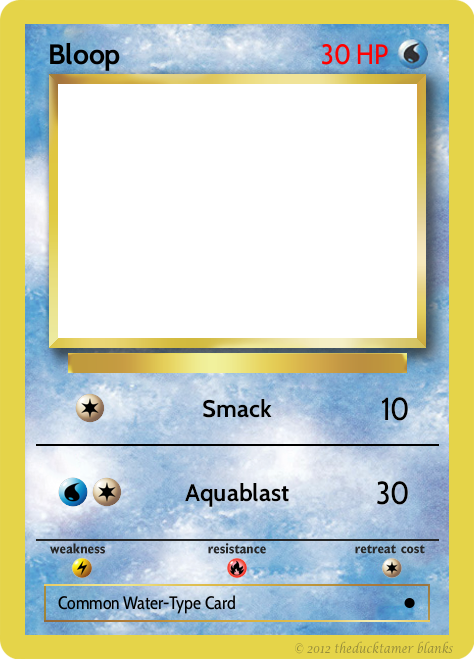 Bloop 30 HP
Smack 10
Aquablast 30
weakness resistance retreat cost
Common Water-Type Card
© 2012 theducktamer blanks